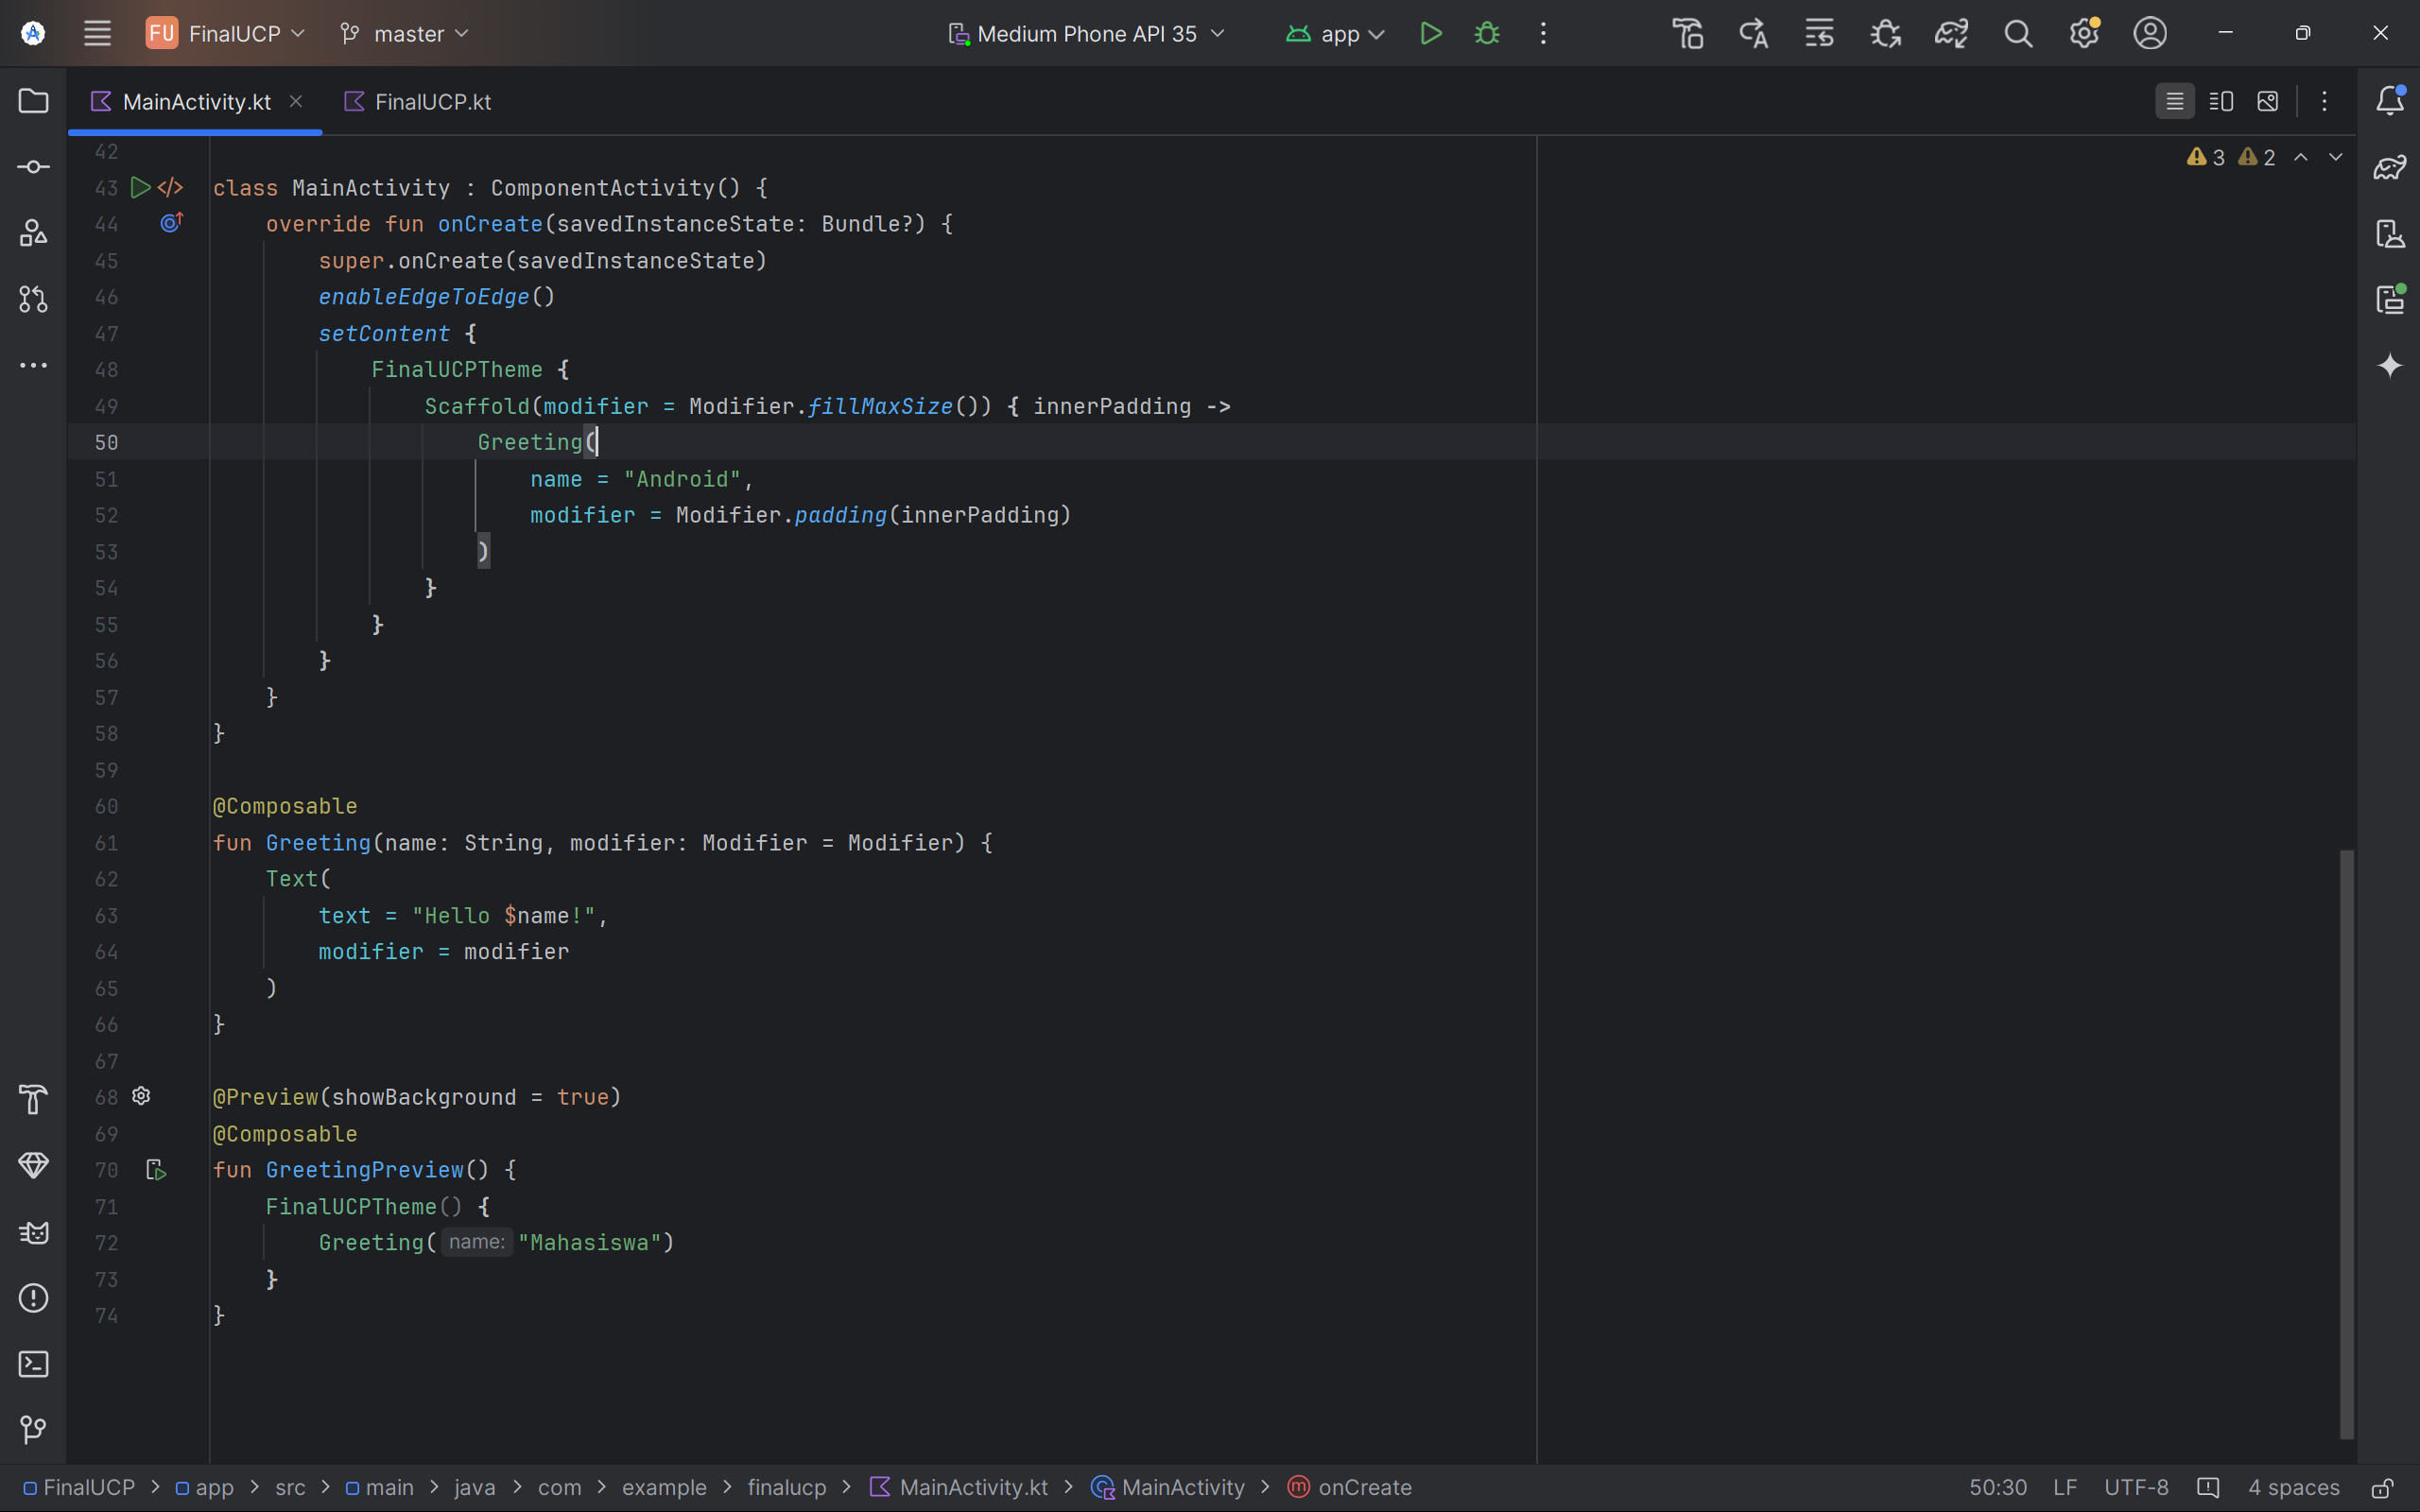 FU FinalUCP master Medium Phone API 35 app
MainActivity.kt FinalUCP.kt
3 2
42
43 class MainActivity : ComponentActivity() {
44     override fun onCreate(savedInstanceState: Bundle?) {
45         super.onCreate(savedInstanceState)
46         enableEdgeToEdge()
47         setContent {
48             FinalUCPTheme {
49                 Scaffold(modifier = Modifier.fillMaxSize()) { innerPadding ->
50                     Greeting(
51                         name = "Android",
52                         modifier = Modifier.padding(innerPadding)
53                     )
54                 }
55             }
56         }
57     }
58 }
59
60 @Composable
61 fun Greeting(name: String, modifier: Modifier = Modifier) {
62     Text(
63         text = "Hello $name!",
64         modifier = modifier
65     )
66 }
67
68 @Preview(showBackground = true)
69 @Composable
70 fun GreetingPreview() {
71     FinalUCPTheme() {
72         Greeting( name: "Mahasiswa")
73     }
74 }
FinalUCP > app > src > main > java > com > example > finalucp > MainActivity.kt > MainActivity > onCreate 50:30 LF UTF-8 4 spaces